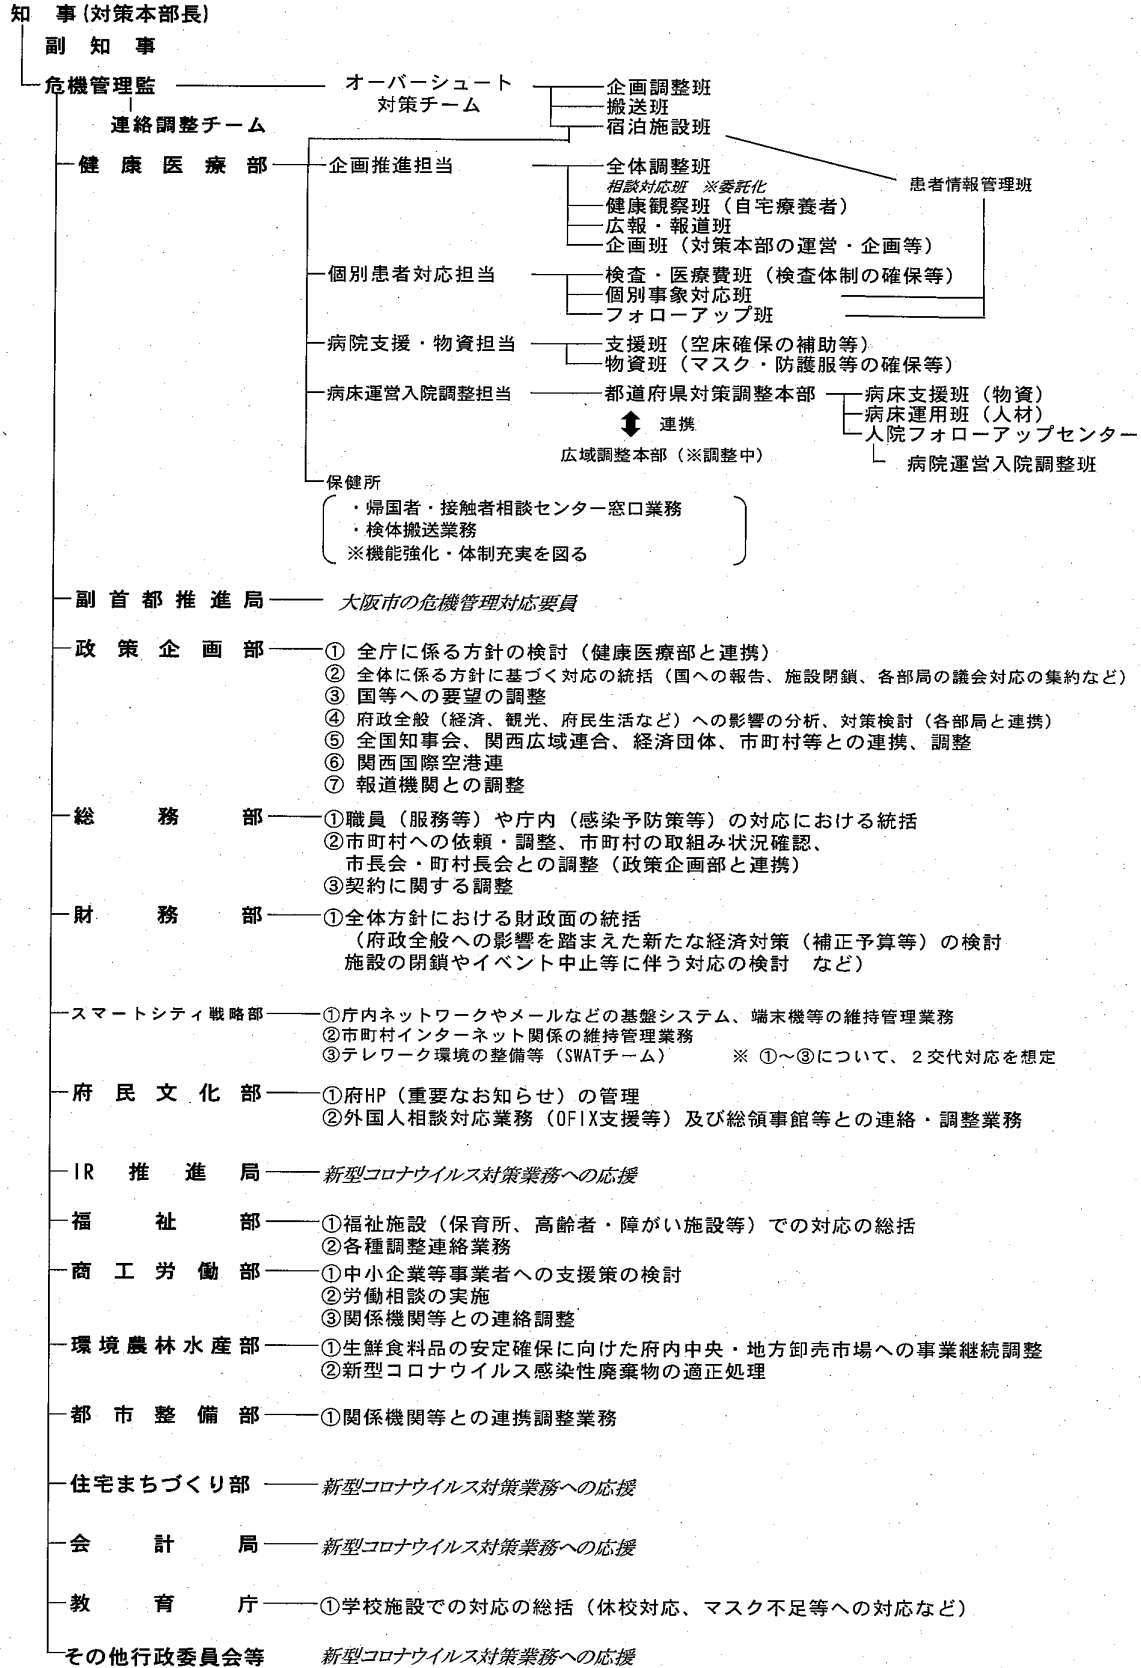 知　事(対策本部長)
副　知　事
危機管理監
オーバーシュート
対策チーム
企画調整班
搬送班
宿泊施設班
連絡調整チーム
健康医療部
企画推進担当
全体調整班
相談対応班　※委託化
健康観察班（自宅療養者）
広報・報道班
企画班（対策本部の運営・企画等）
患者情報管理班
個別患者対応担当
検査・医療費班（検査体制の確保等）
個別事象対応班
フォローアップ班
病院支援・物資担当
支援班（空床確保の補助等）
物資班（マスク・防護服等の確保等）
病床運営入院調整担当
都道府県対策調整本部
病床支援班（物資）
病床運用班（人材）
入院フォローアップセンター
病院運営入院調整班
連携
広域調整本部（※調整中）
保健所
・帰国者・接触者相談センター窓口業務
・検体搬送業務
※機能強化・体制充実を図る
副首都推進局
大阪市の危機管理対応要員
政策企画部
① 全庁に係る方針の検討（健康医療部と連携）
② 全体に係る方針に基づく対応の統括（国への報告、施設閉鎖、各部局の議会対応の集約など）
③ 国等への要望の調整
④ 府政全般（経済、観光、府民生活など）への影響の分析、対策検討（各部局と連携）
⑤ 全国知事会、関西広域連合、経済団体、市町村等との連携、調整
⑥ 関西国際空港連
⑦ 報道機関との調整
総務部
①職員（服務等）や庁内（感染予防策等）の対応における統括
②市町村への依頼・調整、市町村の取組み状況確認、
市長会・町村長会との調整（政策企画部と連携）
③契約に関する調整
財務部
①全体方針における財政面の統括
（府政全般への影響を踏まえた新たな経済対策（補正予算等）の検討
施設の閉鎖やイベント中止等に伴う対応の検討　など）
スマートシティ戦略部
①庁内ネットワークやメールなどの基盤システム、端末機等の維持管理業務
②市町村インターネット関係の維持管理業務
③テレワーク環境の整備等（SWATチーム）　※ ①～③について、２交代対応を想定
府民文化部
①府HP（重要なお知らせ）の管理
②外国人相談対応業務（OFIX支援等）及び総領事館等との連絡・調整業務
IR推進局
新型コロナウイルス対策業務への応援
福祉部
①福祉施設（保育所、高齢者・障がい施設等）での対応の総括
②各種調整連絡業務
商工労働部
①中小企業等事業者への支援策の検討
②労働相談の実施
③関係機関等との連絡調整
環境農林水産部
①生鮮食料品の安定確保に向けた府内中央・地方卸売市場への事業継続調整
②新型コロナウイルス感染性廃棄物の適正処理
都市整備部
①関係機関等との連携調整業務
住宅まちづくり部
新型コロナウイルス対策業務への応援
会計局
新型コロナウイルス対策業務への応援
教育庁
①学校施設での対応の総括（休校対応、マスク不足等への対応など）
その他行政委員会等
新型コロナウイルス対策業務への応援